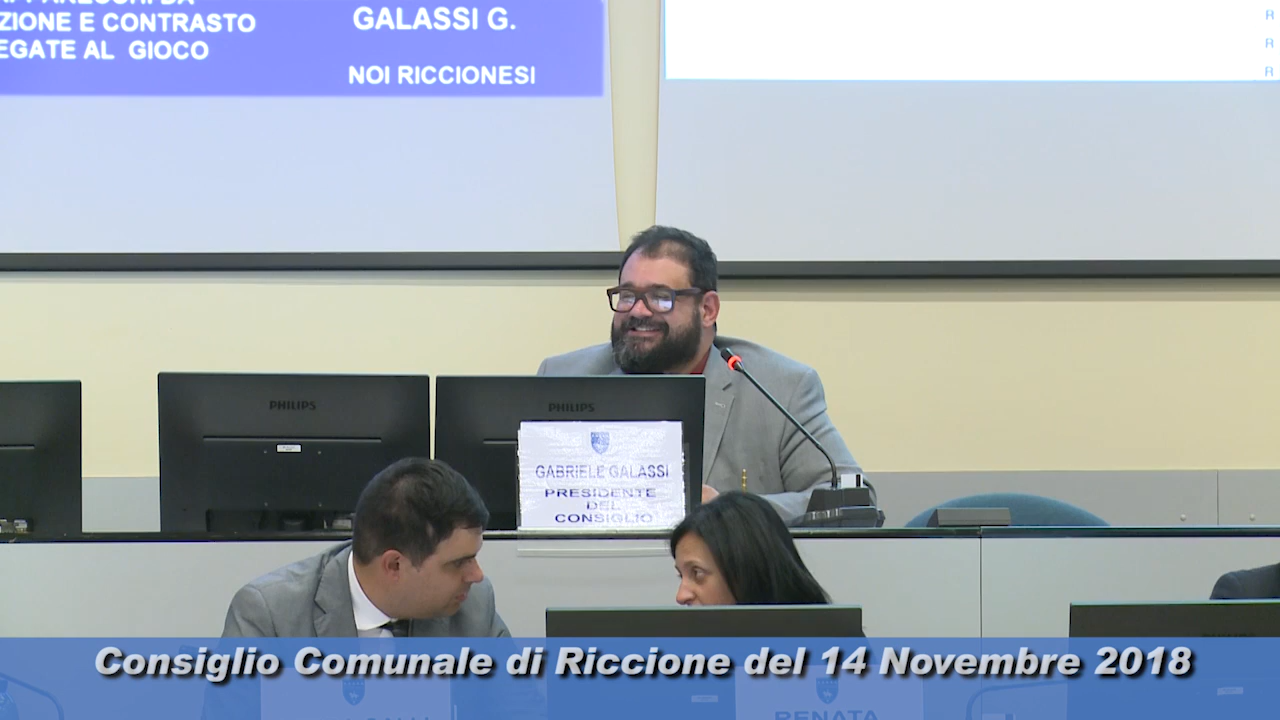 ZIONE E CONTRASTO
EGATE AL GIOCO
GALASSI G.
NOI RICCIONESI
R
R
R
PHILIPS
PHILIPS
GABRIELE GALASSI
PRESIDENTE
DEL
CONSIGLIO
Consiglio Comunale di Riccione del 14 Novembre 2018
RENATA